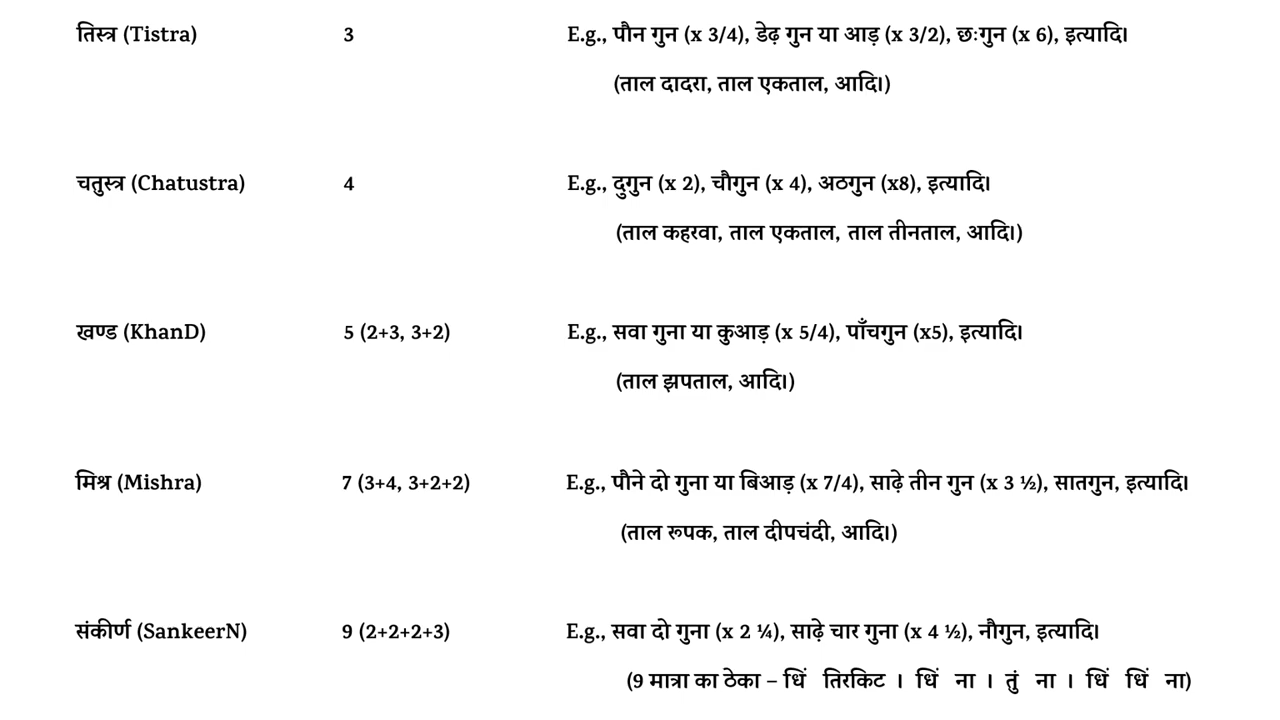 तिस्त्र (Tistra) 3 E.g., पौन गुन (x 3/4), डेढ़ गुन या आड़ (x 3/2), छःगुन (x 6), इत्यादि।
(ताल दादरा, ताल एकताल, आदि।)
चतुस्त्र (Chatustra) 4 E.g., दुगुन (x 2), चौगुन (x 4), अठगुन (x8), इत्यादि।
(ताल कहरवा, ताल एकताल, ताल तीनताल, आदि।)
खण्ड (KhanD) 5 (2+3, 3+2) E.g., सवा गुना या कुआड़ (x 5/4), पाँचगुन (x5), इत्यादि।
(ताल झपताल, आदि।)
मिश्र (Mishra) 7 (3+4, 3+2+2) E.g., पौने दो गुना या बिआड़ (x 7/4), साढ़े तीन गुन (x 3 ½), सातगुन, इत्यादि।
(ताल रूपक, ताल दीपचंदी, आदि।)
संकीर्ण (SankeerN) 9 (2+2+2+3) E.g., सवा दो गुना (x 2 ¼), साढ़े चार गुना (x 4 ½), नौगुन, इत्यादि।
(9 मात्रा का ठेका – धिं तिरकिट । धिं ना । तुं ना । धिं धिं ना)